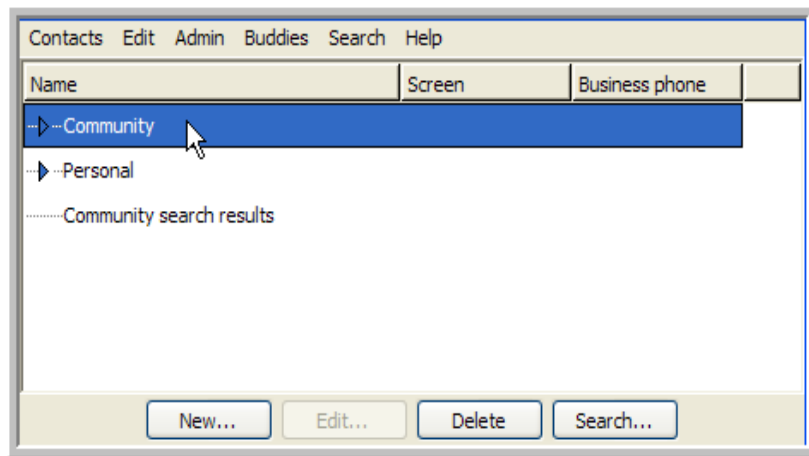 Contacts Edit Admin Buddies Search Help
Name Screen Business phone
Community
Personal
Community search results
New... Edit... Delete Search...